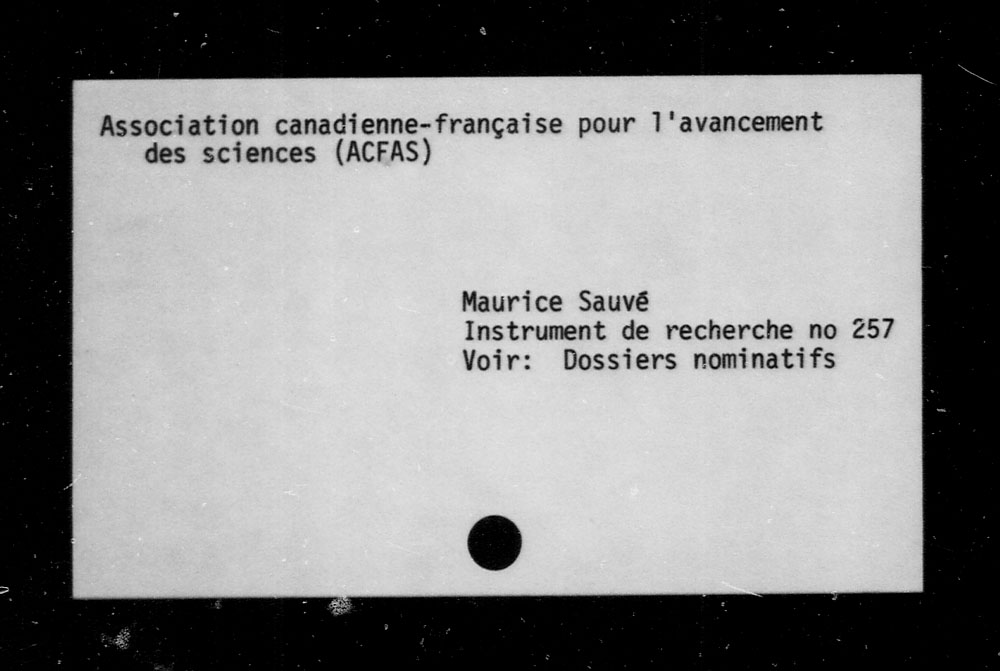 Association canadienne-française pour l'avancement
des sciences (ACFAS)
Maurice Sauvé
Instrument de recherche no 257
Voir: Dossiers nominatifs